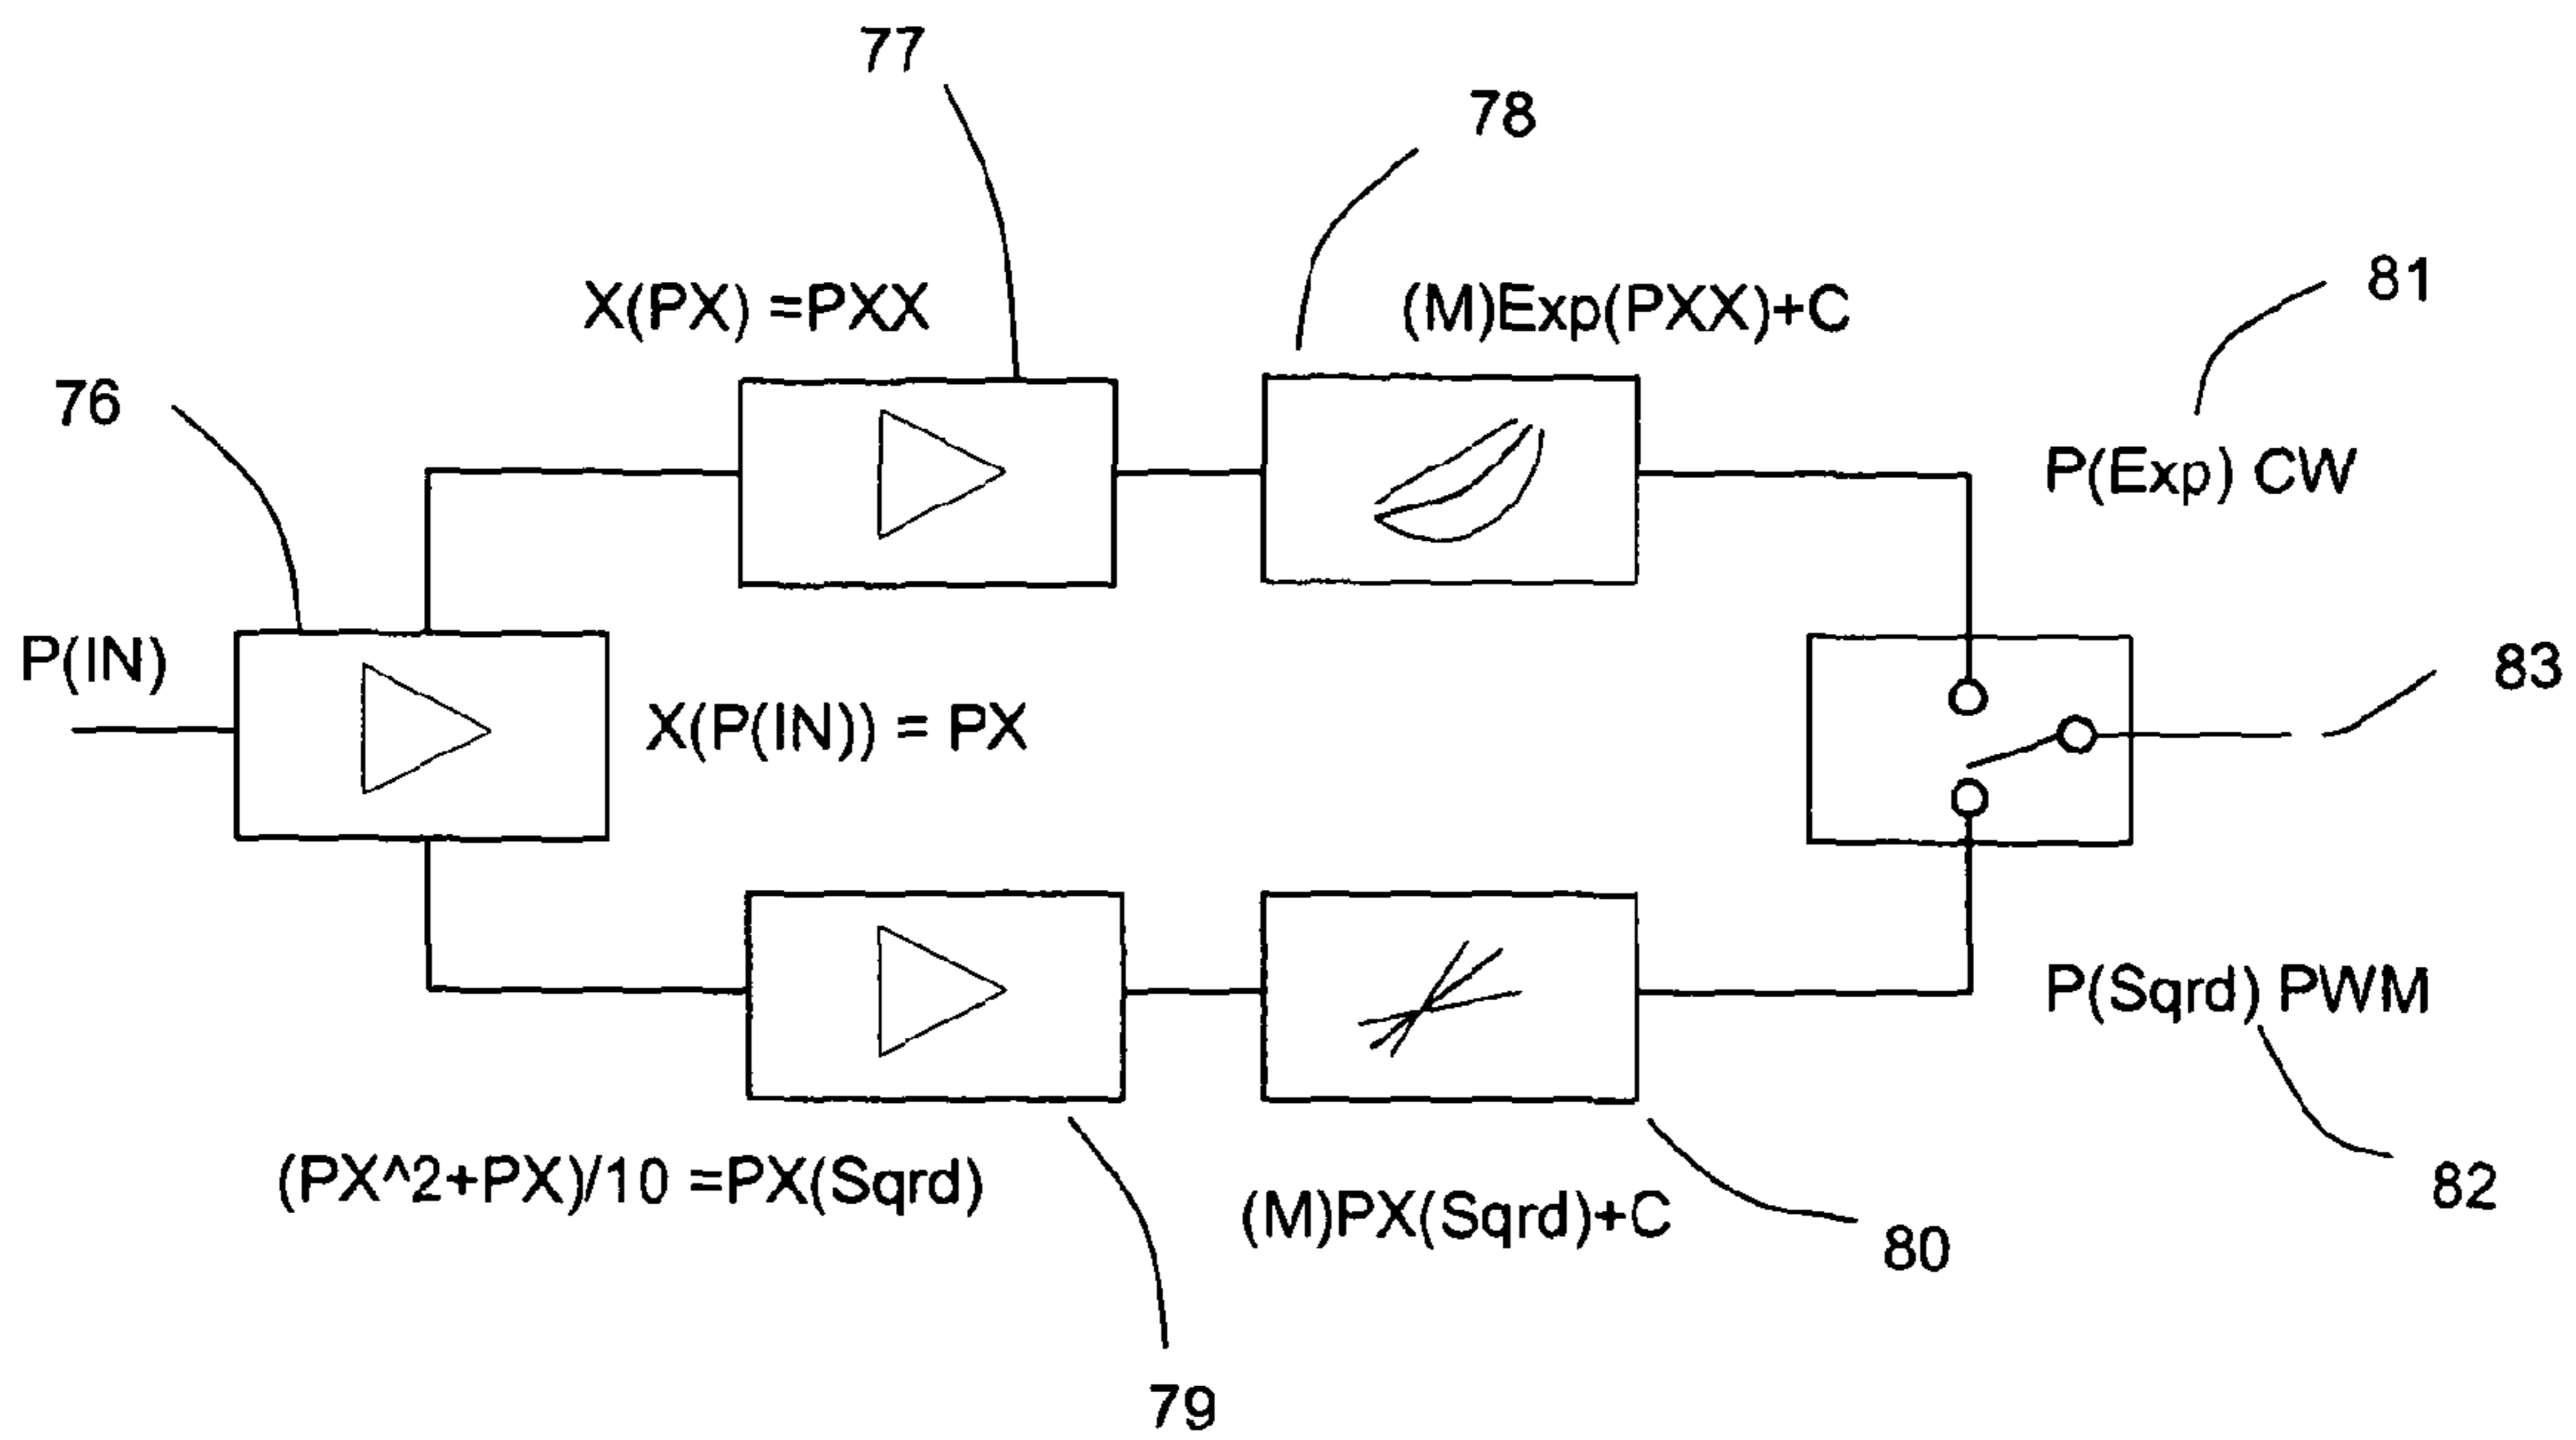 77
78
X(PX) =PXX
(M)Exp(PXX)+C
81
76
P(Exp) CW
P(IN)
83
X(P(IN)) = PX
P(Sqrd) PWM
(PX^2+PX)/10 =PX(Sqrd)
(M)PX(Sqrd)+C
82
80
79